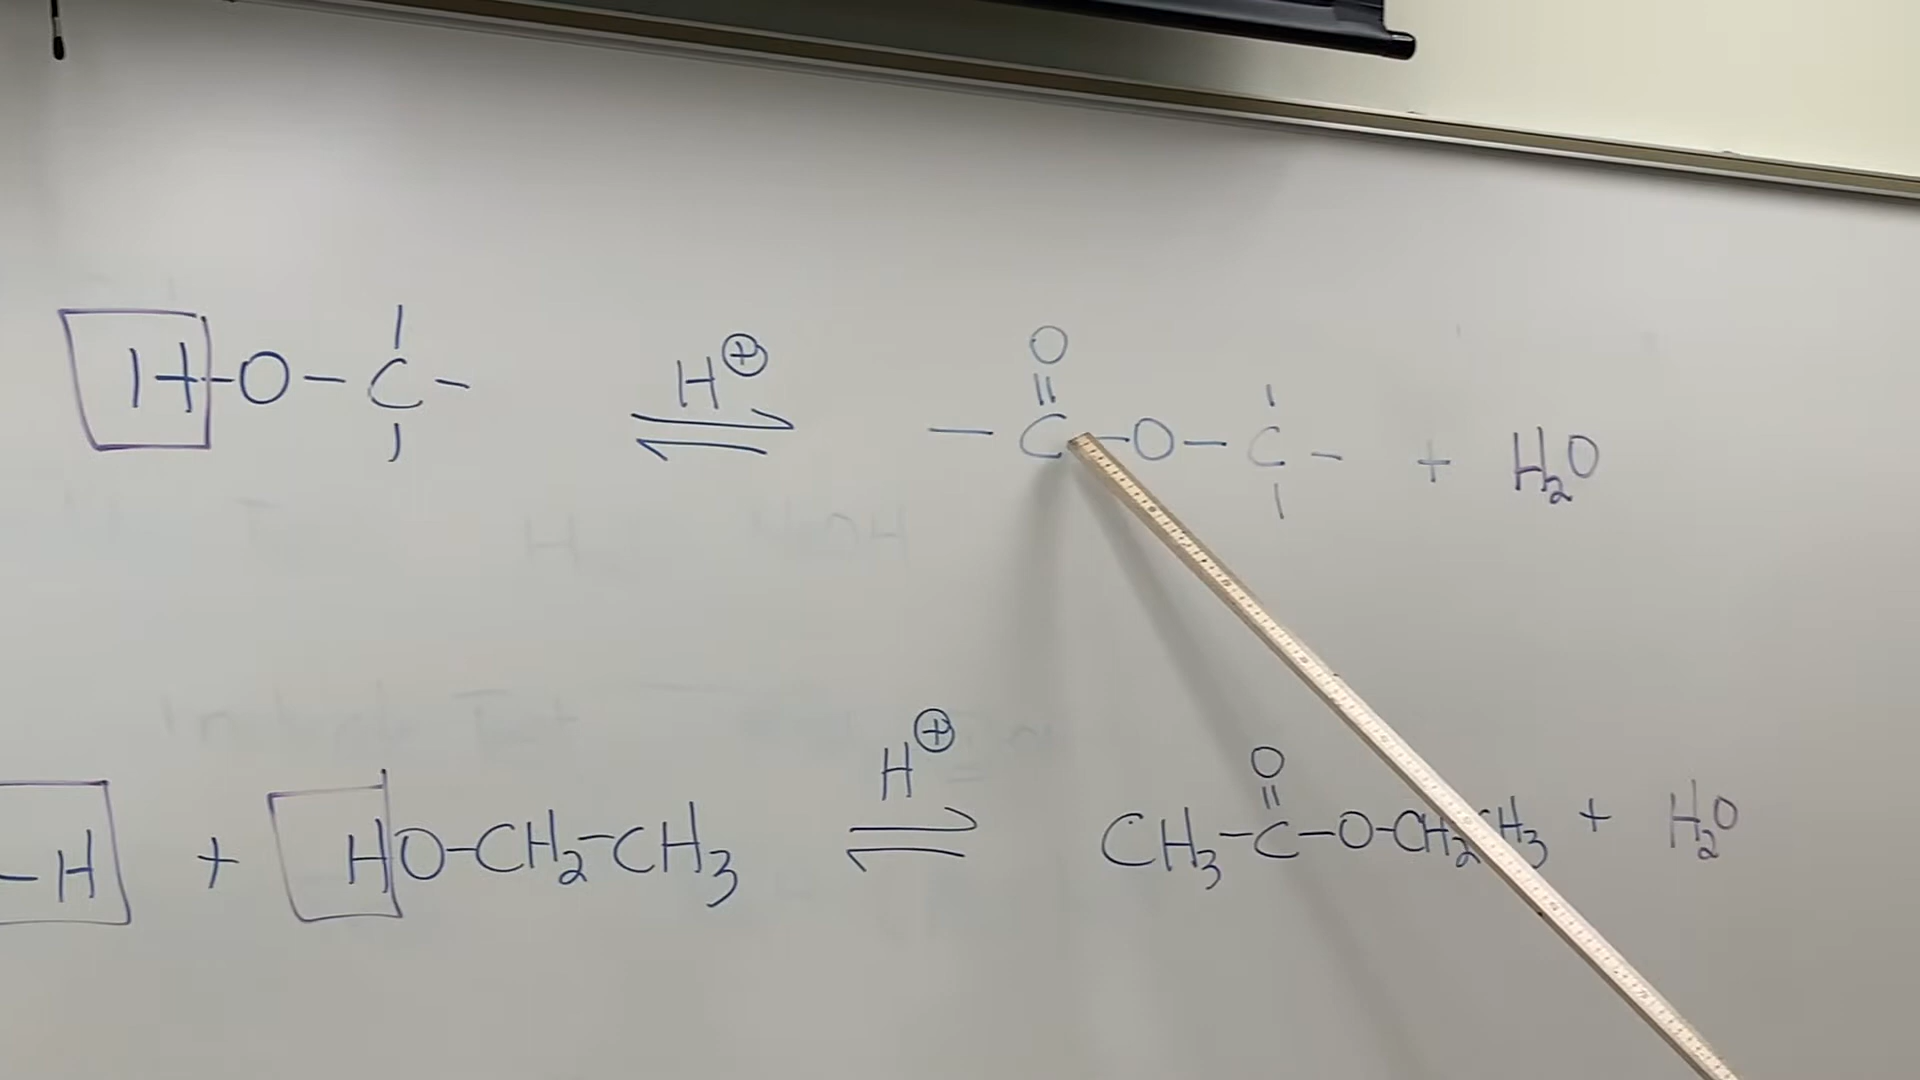 O
H-O-C- H⊕ ⇌ -C-O-C- + H₂O
O
-H + HO-CH₂-CH₃ H⊕ ⇌ CH₃-C-O-CH₂CH₃ + H₂O